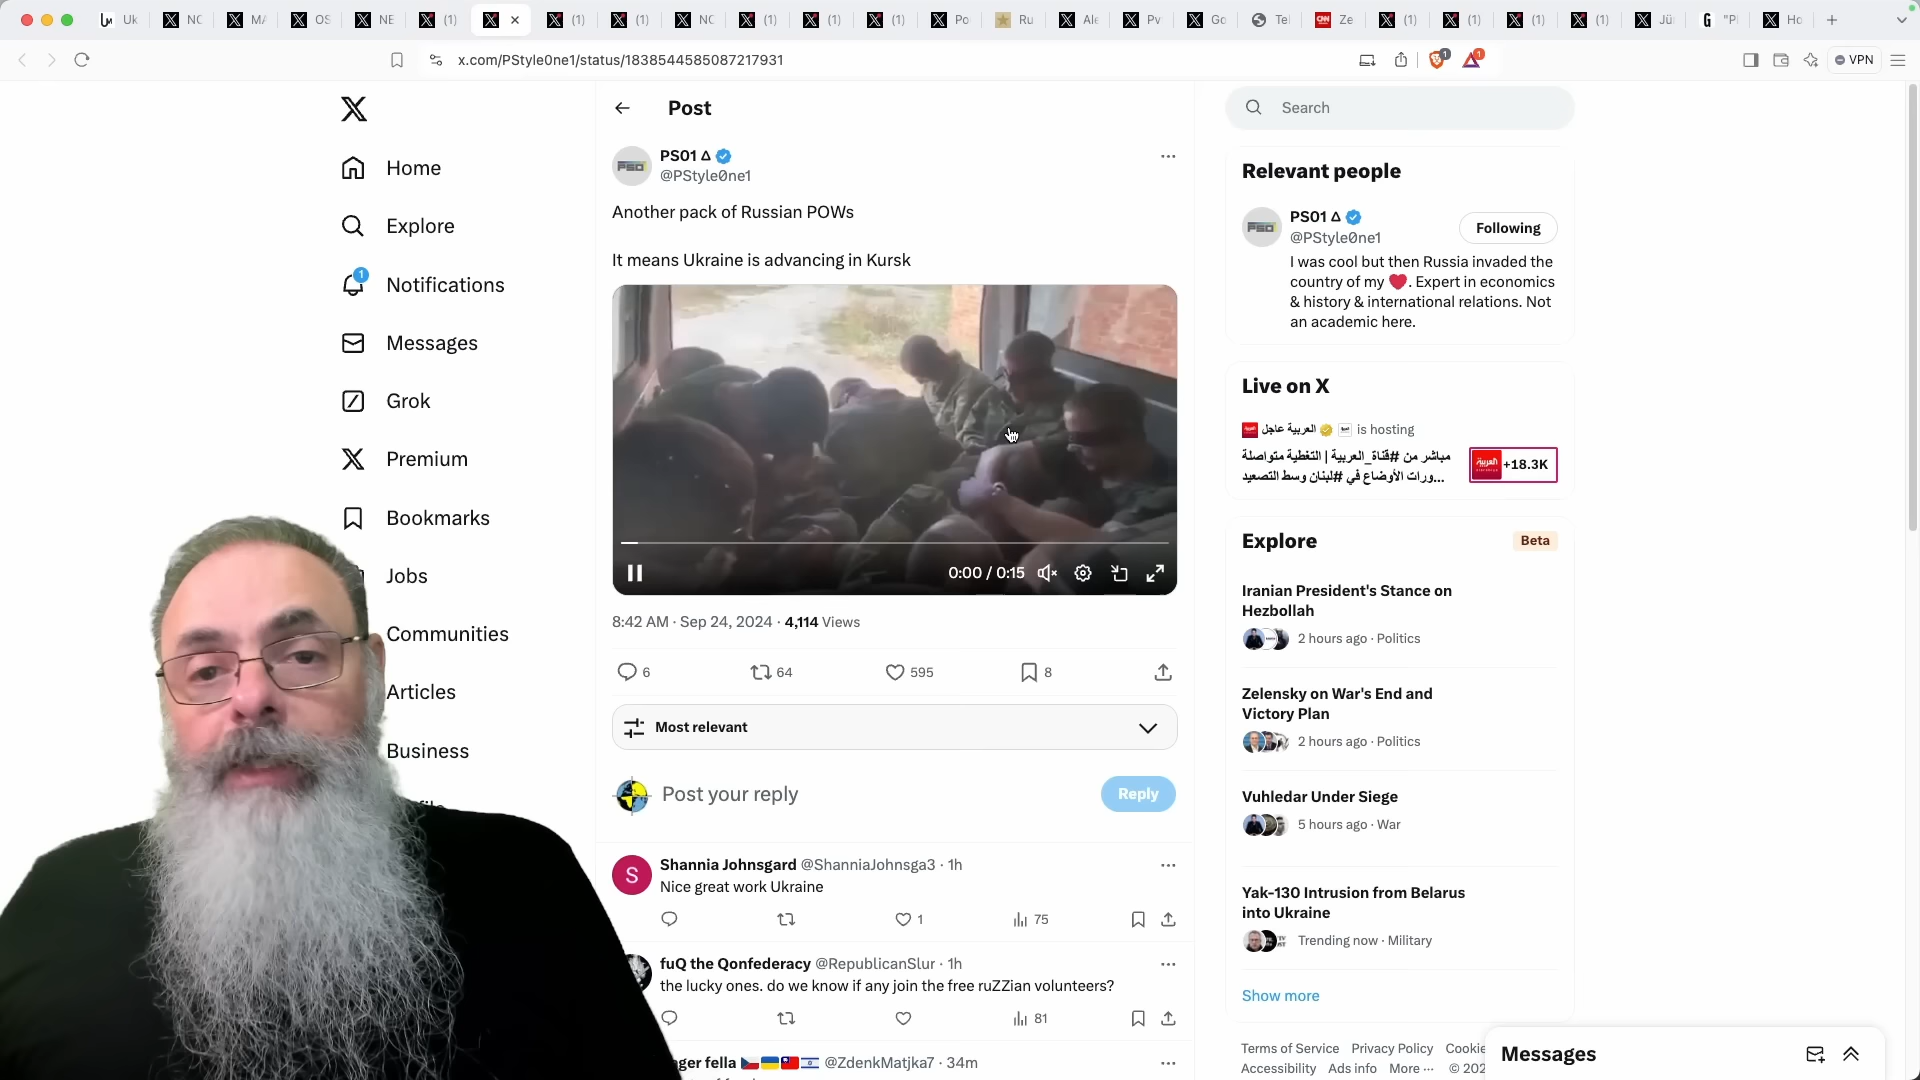 Uk
NC
MA
OS
NE
(1)
(1)
(1)
NC
(1)
(1)
(1)
Po
Ru
Ale
Pv
Go
Tel
CNN
Ze
(1)
(1)
(1)
(1)
Jü
"Pl
Ho
x.com/PStyle0ne1/status/1838544585087217931
1
1
VPN
Home
Explore
1
Notifications
Messages
Grok
Premium
Bookmarks
Jobs
Communities
Articles
Business
Post
PS01 Δ
@PStyle0ne1
Another pack of Russian POWs
It means Ukraine is advancing in Kursk
0:00 / 0:15
8:42 AM · Sep 24, 2024 · 4,114 Views
6
64
595
8
Most relevant
Post your reply
Reply
S
Shannia Johnsgard @ShanniaJohnsga3 · 1h
Nice great work Ukraine
1
75
fuQ the Qonfederacy @RepublicanSlur · 1h
the lucky ones. do we know if any join the free ruZZian volunteers?
81
fella @ZdenkMatjka7 · 34m
Search
Relevant people
PS01 Δ
@PStyle0ne1
Following
I was cool but then Russia invaded the
country of my ❤️. Expert in economics
& history & international relations. Not
an academic here.
Live on X
العربية عاجل is hosting
مباشر من #قناة_العربية | التغطية متواصلة
...ورات الأوضاع في #لبنان وسط التصعيد
+18.3K
Explore
Beta
Iranian President's Stance on
Hezbollah
2 hours ago · Politics
Zelensky on War's End and
Victory Plan
2 hours ago · Politics
Vuhledar Under Siege
5 hours ago · War
Yak-130 Intrusion from Belarus
into Ukraine
Trending now · Military
Show more
Terms of Service Privacy Policy Cookie
Accessibility Ads info More ··· © 202
Messages